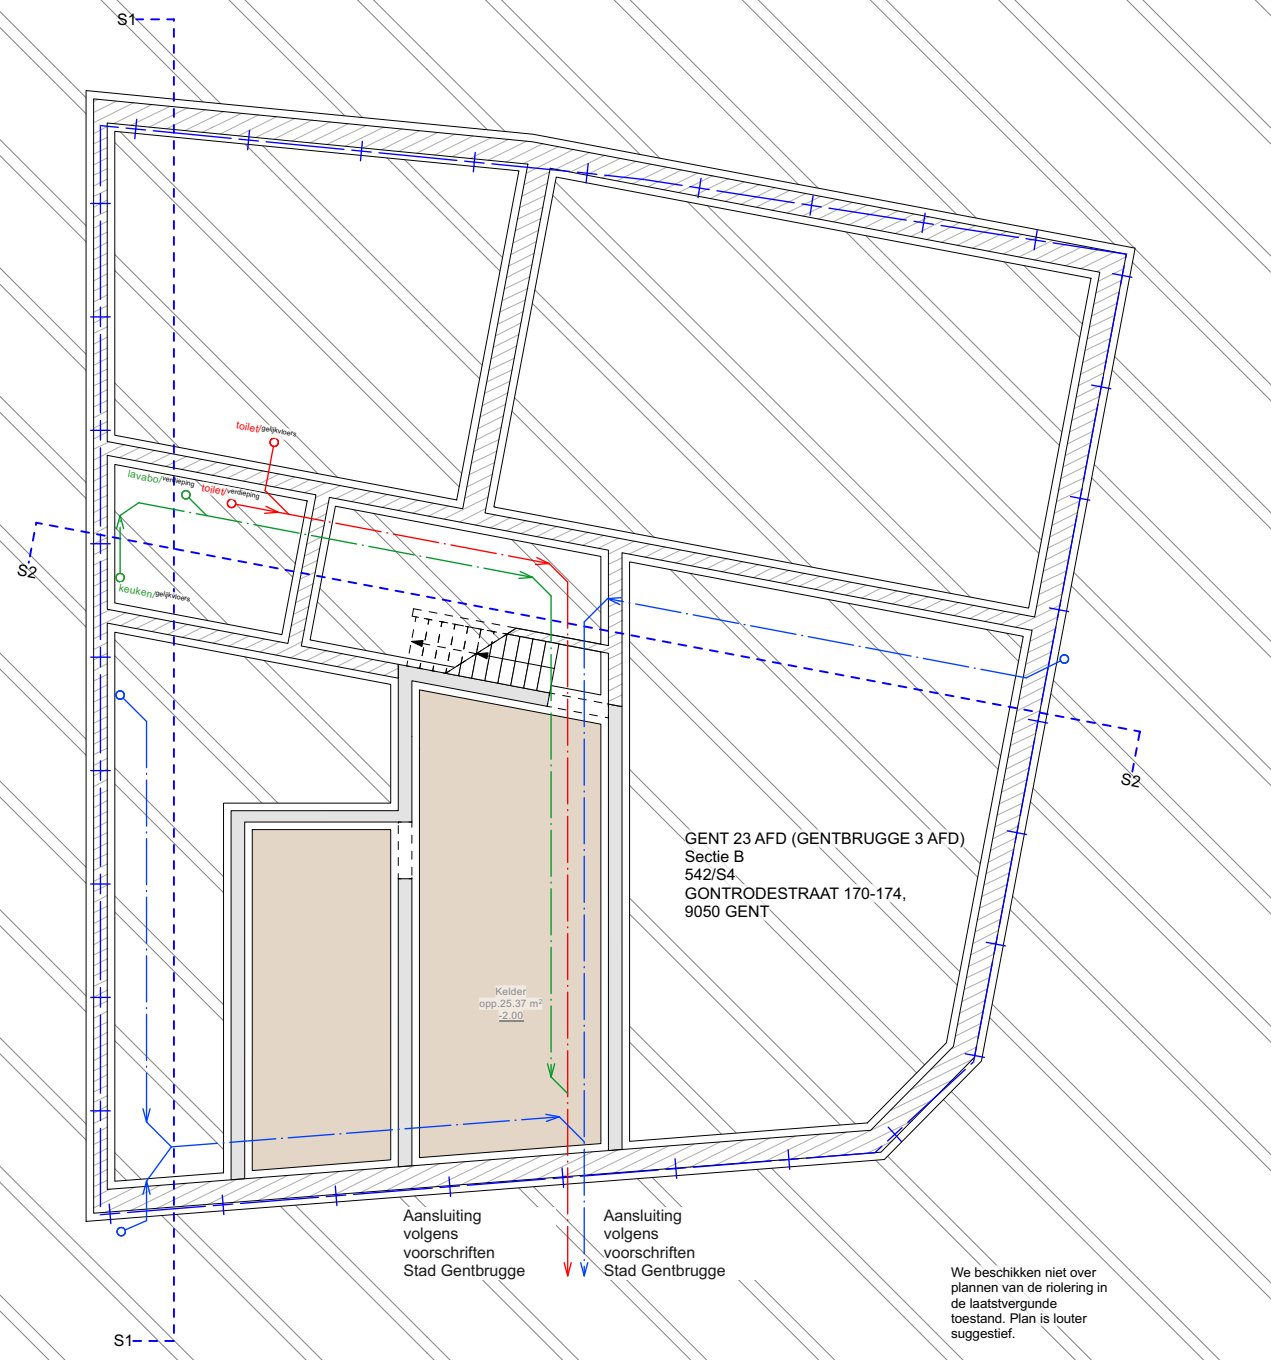 S1
toilet/gelijkvloers
lavabo/verdieping
toilet/verdieping
S2
keuken/gelijkvloers
S2
GENT 23 AFD (GENTBRUGGE 3 AFD)
Sectie B
542/S4
GONTRODESTRAAT 170-174,
9050 GENT
Kelder
opp.25.37 m²
-2.00
Aansluiting
volgens
voorschriften
Stad Gentbrugge
Aansluiting
volgens
voorschriften
Stad Gentbrugge
We beschikken niet over
plannen van de riolering in
de laatstvergunde
toestand. Plan is louter
suggestief.
S1